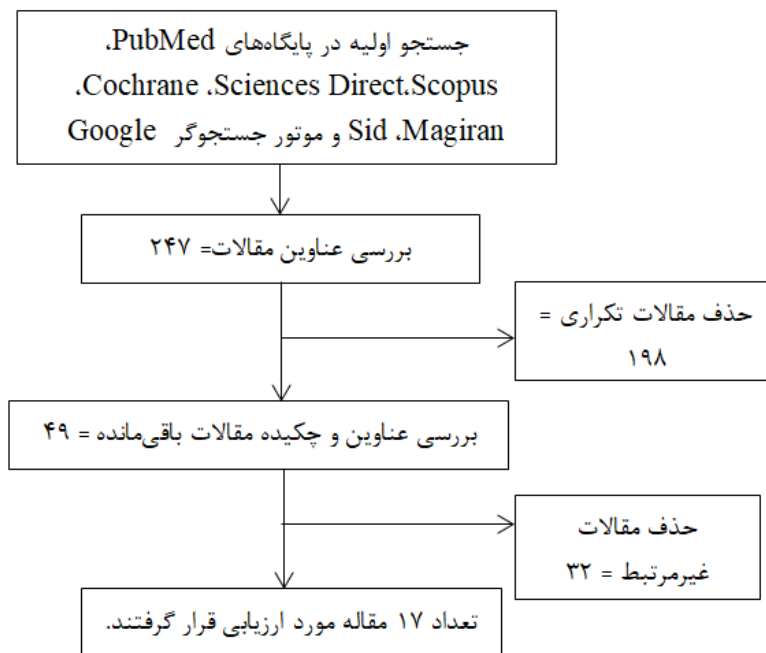 جستجو اولیه در پایگاه‌های PubMed،
Scopus،Sciences Direct، Cochrane،
Magiran، Sid و موتور جستجوگر Google
بررسی عناوین مقالات= ۲۴۷
حذف مقالات تکراری =
۱۹۸
بررسی عناوین و چکیده مقالات باقی‌مانده = ۴۹
حذف مقالات
غیرمرتبط = ۳۲
تعداد ۱۷ مقاله مورد ارزیابی قرار گرفتند.